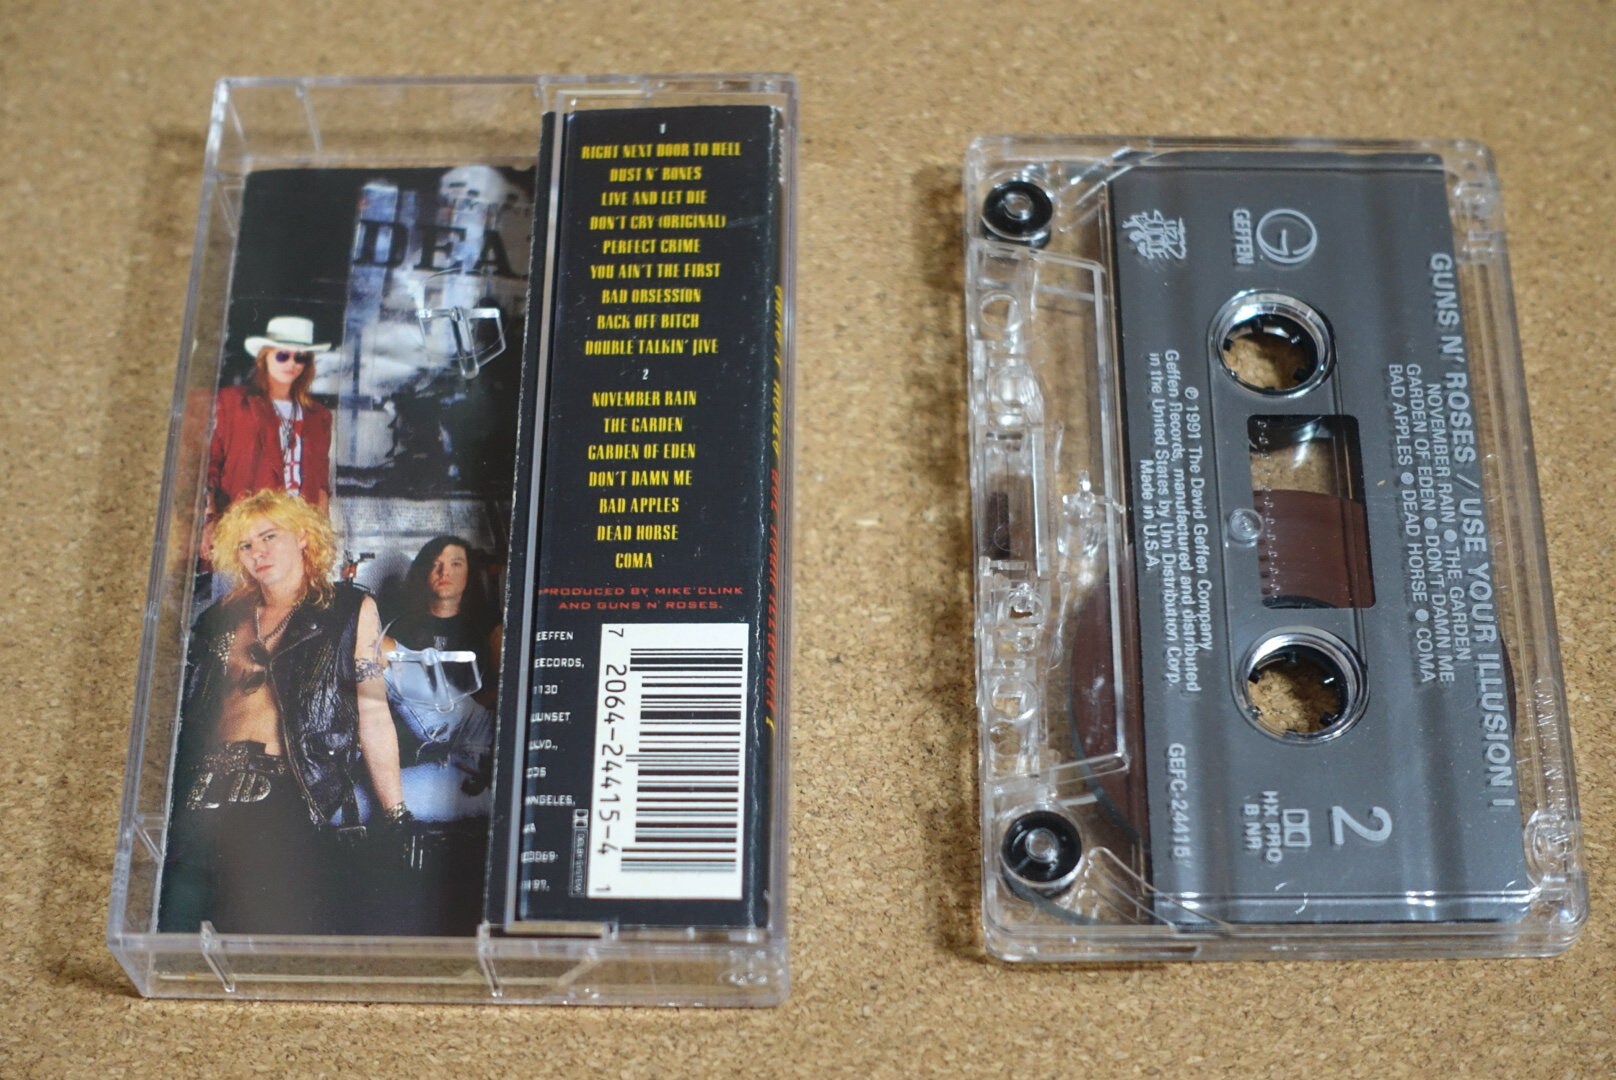 DEA
1
RIGHT NEXT DOOR TO HELL
DUST N' BONES
LIVE AND LET DIE
DON'T CRY (ORIGINAL)
PERFECT CRIME
YOU AIN'T THE FIRST
BAD OBSESSION
BACK OFF BITCH
DOUBLE TALKIN' JIVE
2
NOVEMBER RAIN
THE GARDEN
GARDEN OF EDEN
DON'T DAMN ME
BAD APPLES
DEAD HORSE
COMA
PRODUCED BY MIKE CLINK
AND GUNS N' ROSES.
GEFFEN
RECORDS,
9130
SUNSET
BLVD.,
ANGELES,
7 2064-24415-4 1
GUNS N' ROSES / USE YOUR ILLUSION I
NOVEMBER RAIN ● THE GARDEN
GARDEN OF EDEN ● DON'T DAMN ME
BAD APPLES ● DEAD HORSE ● COMA
GEFFEN
2
HX PRO
B NR
℗ 1991 The David Geffen Company
Geffen Records, manufactured and distributed
in the United States by Uni Distribution Corp.
Made in U.S.A.
GEFC-24415